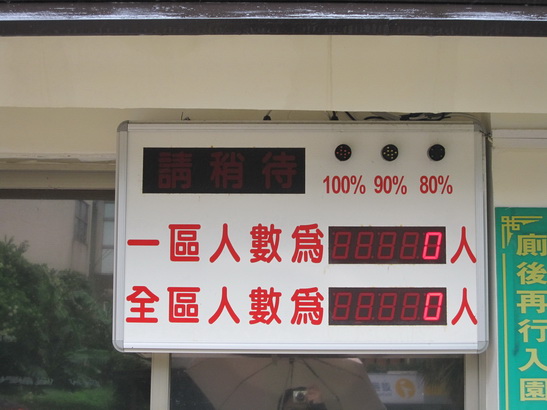 請稍待
100% 90% 80%
一區人數為 0人
全區人數為 0人
廁後再行入園